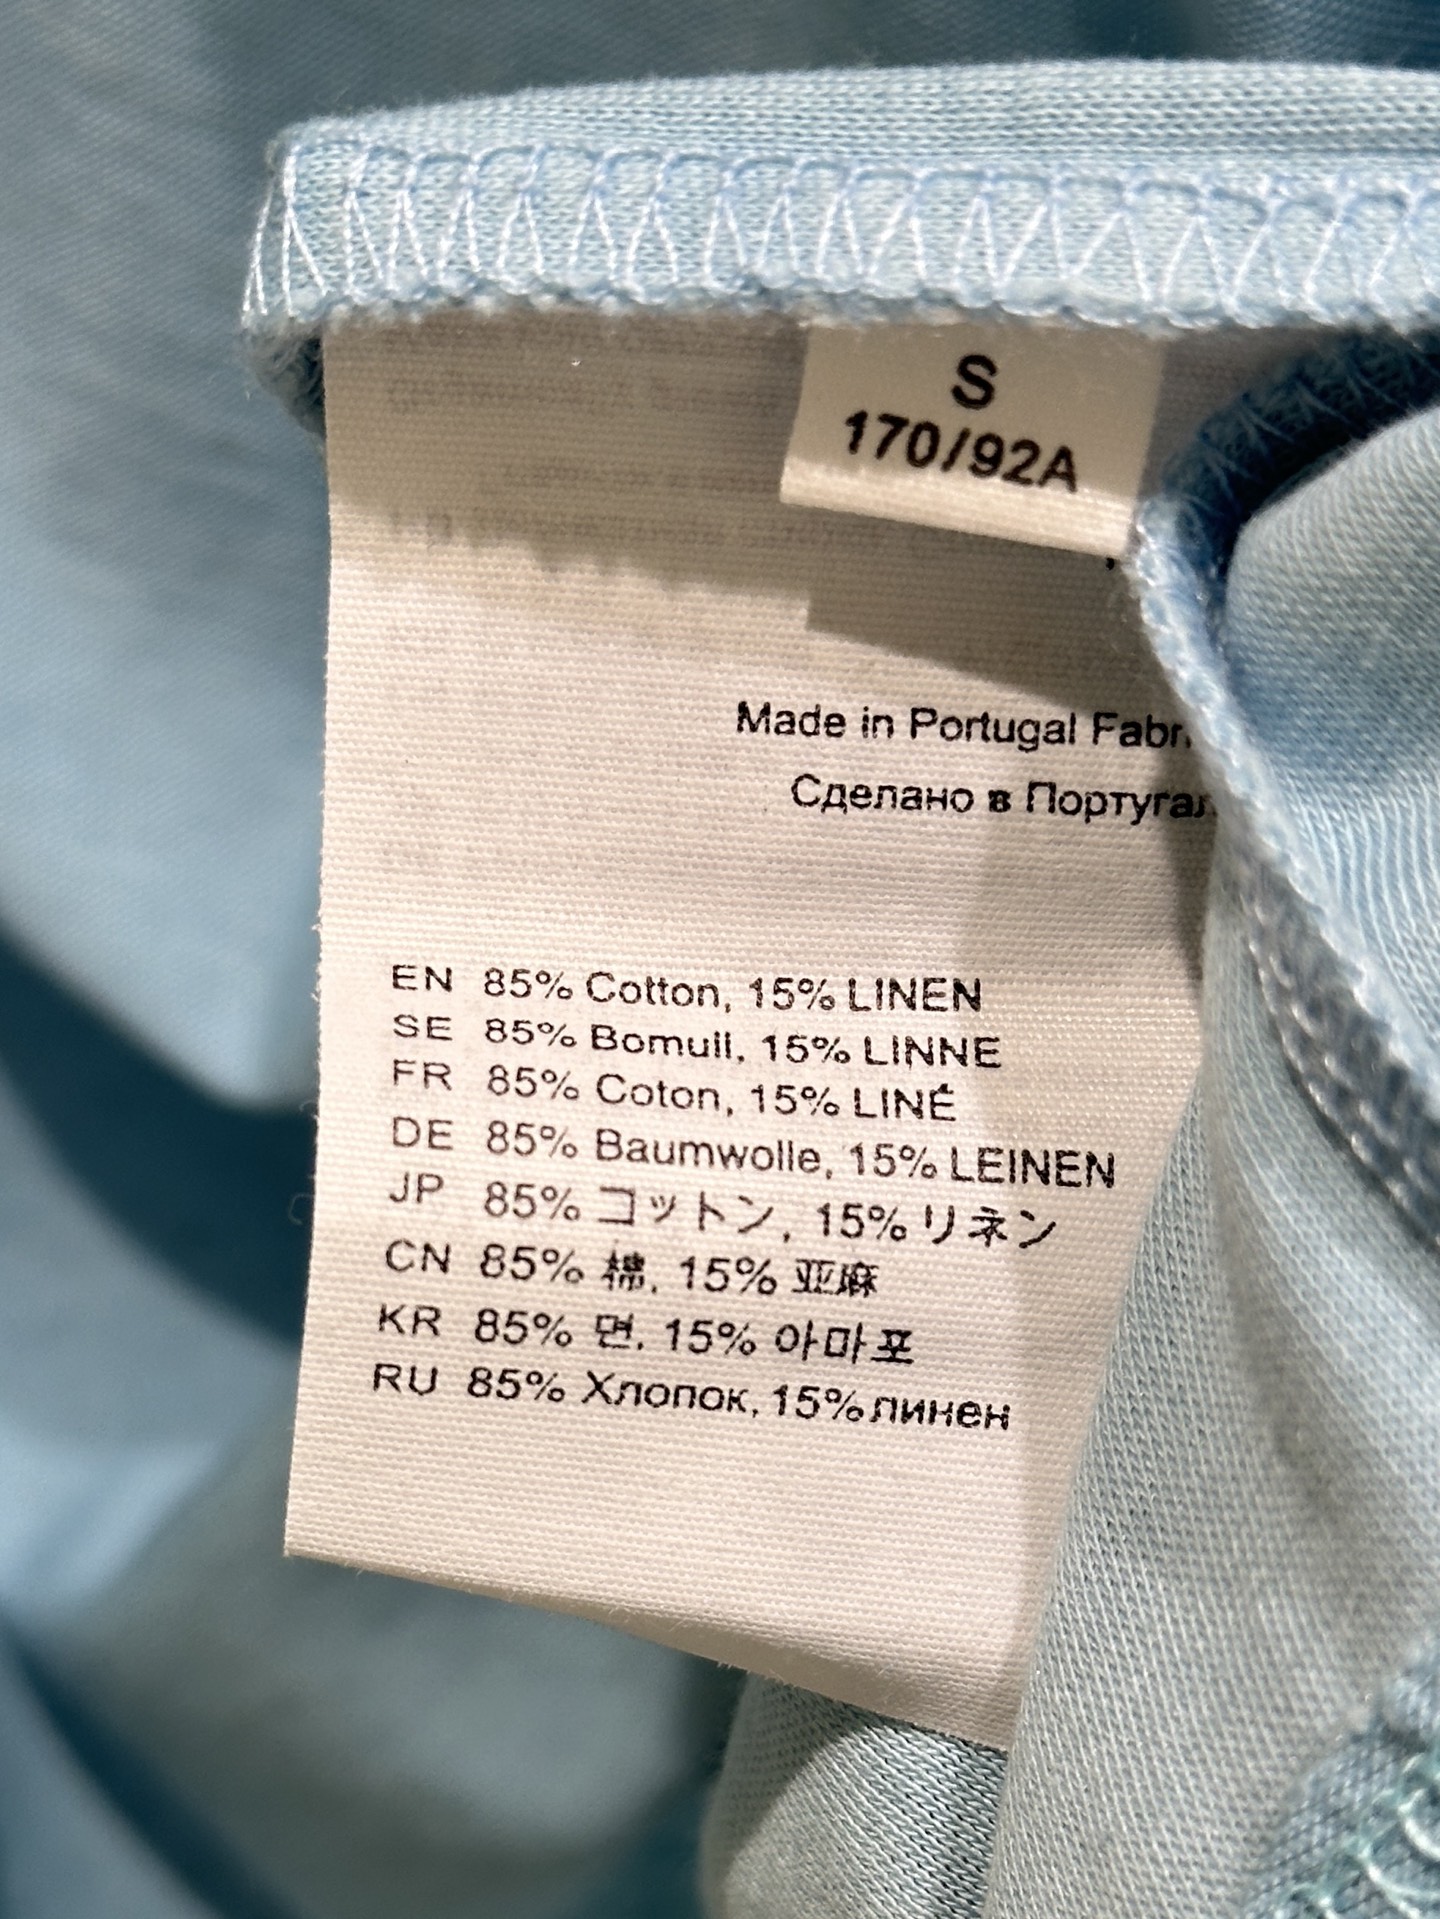 S
170/92A
Made in Portugal
Сделано в
EN 85% Cotton, 15% LINEN
SE 85% Bomull, 15% LINNE
FR 85% Coton, 15% LINÉ
DE 85% Baumwolle, 15% LEINEN
JP 85% コットン, 15% リネン
CN 85% 棉, 15% 亚麻
KR 85% 면, 15% 아마포
RU 85% Хлопок, 15% линен